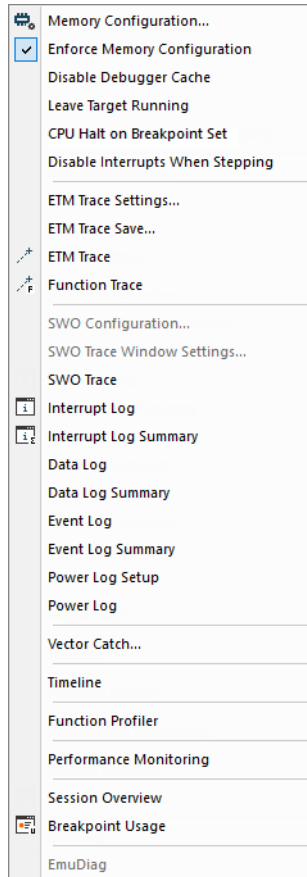 Memory Configuration...
Enforce Memory Configuration
Disable Debugger Cache
Leave Target Running
CPU Halt on Breakpoint Set
Disable Interrupts When Stepping
ETM Trace Settings...
ETM Trace Save...
ETM Trace
Function Trace
SWO Configuration...
SWO Trace Window Settings...
SWO Trace
Interrupt Log
Interrupt Log Summary
Data Log
Data Log Summary
Event Log
Event Log Summary
Power Log Setup
Power Log
Vector Catch...
Timeline
Function Profiler
Performance Monitoring
Session Overview
Breakpoint Usage
EmuDiag